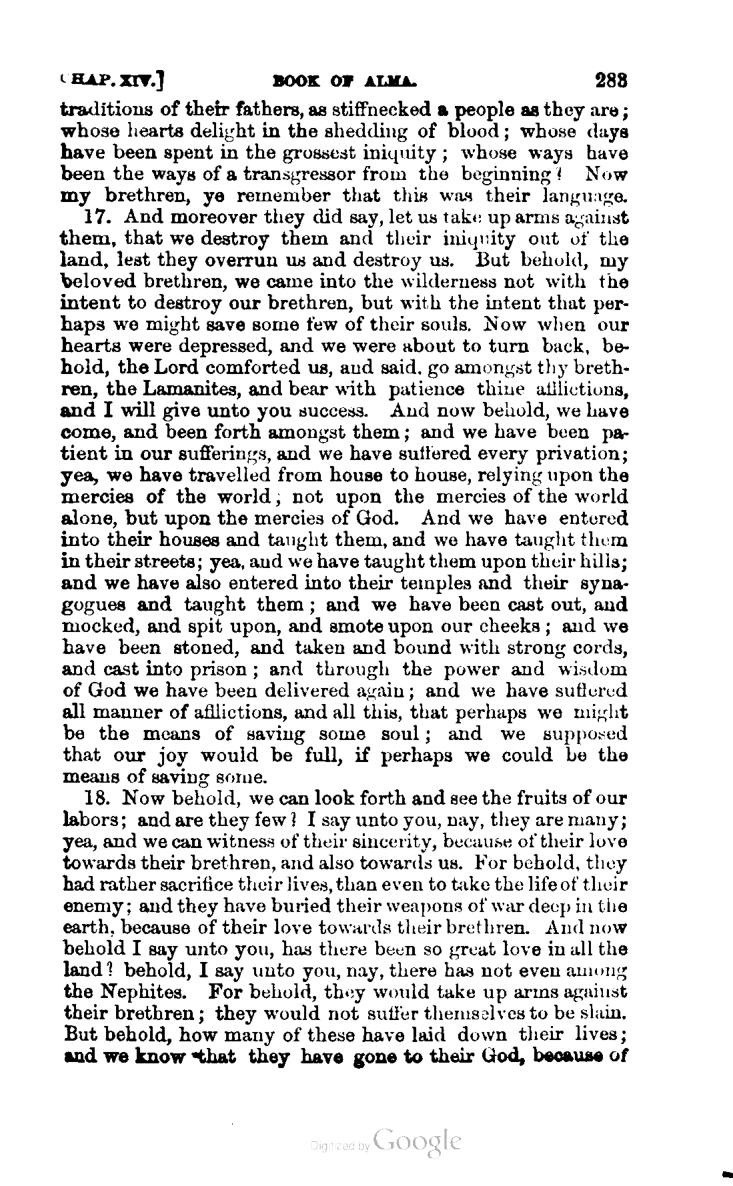 CHAP. XIV.] BOOK OF ALMA. 283
traditions of their fathers, as stiffnecked a people as they are;
whose hearts delight in the shedding of blood; whose days
have been spent in the grossest iniquity; whose ways have
been the ways of a transgressor from the beginning? Now
my brethren, ye remember that this was their language.
17. And moreover they did say, let us take up arms against
them, that we destroy them and their iniquity out of the
land, lest they overrun us and destroy us. But behold, my
beloved brethren, we came into the wilderness not with the
intent to destroy our brethren, but with the intent that per-
haps we might save some few of their souls. Now when our
hearts were depressed, and we were about to turn back, be-
hold, the Lord comforted us, and said, go amongst thy breth-
ren, the Lamanites, and bear with patience thine afflictions,
and I will give unto you success. And now behold, we have
come, and been forth amongst them; and we have been pa-
tient in our sufferings, and we have suffered every privation;
yea, we have travelled from house to house, relying upon the
mercies of the world; not upon the mercies of the world
alone, but upon the mercies of God. And we have entered
into their houses and taught them, and we have taught them
in their streets; yea, and we have taught them upon their hills;
and we have also entered into their temples and their syna-
gogues and taught them; and we have been cast out, and
mocked, and spit upon, and smote upon our cheeks; and we
have been stoned, and taken and bound with strong cords,
and cast into prison; and through the power and wisdom
of God we have been delivered again; and we have suffered
all manner of afflictions, and all this, that perhaps we might
be the means of saving some soul; and we supposed
that our joy would be full, if perhaps we could be the
means of saving some.
18. Now behold, we can look forth and see the fruits of our
labors; and are they few? I say unto you, nay, they are many;
yea, and we can witness of their sincerity, because of their love
towards their brethren, and also towards us. For behold, they
had rather sacrifice their lives, than even to take the life of their
enemy; and they have buried their weapons of war deep in the
earth, because of their love towards their brethren. And now
behold I say unto you, has there been so great love in all the
land? behold, I say unto you, nay, there has not even among
the Nephites. For behold, they would take up arms against
their brethren; they would not suffer themselves to be slain.
But behold, how many of these have laid down their lives;
and we know that they have gone to their God, because of
Digitized by Google